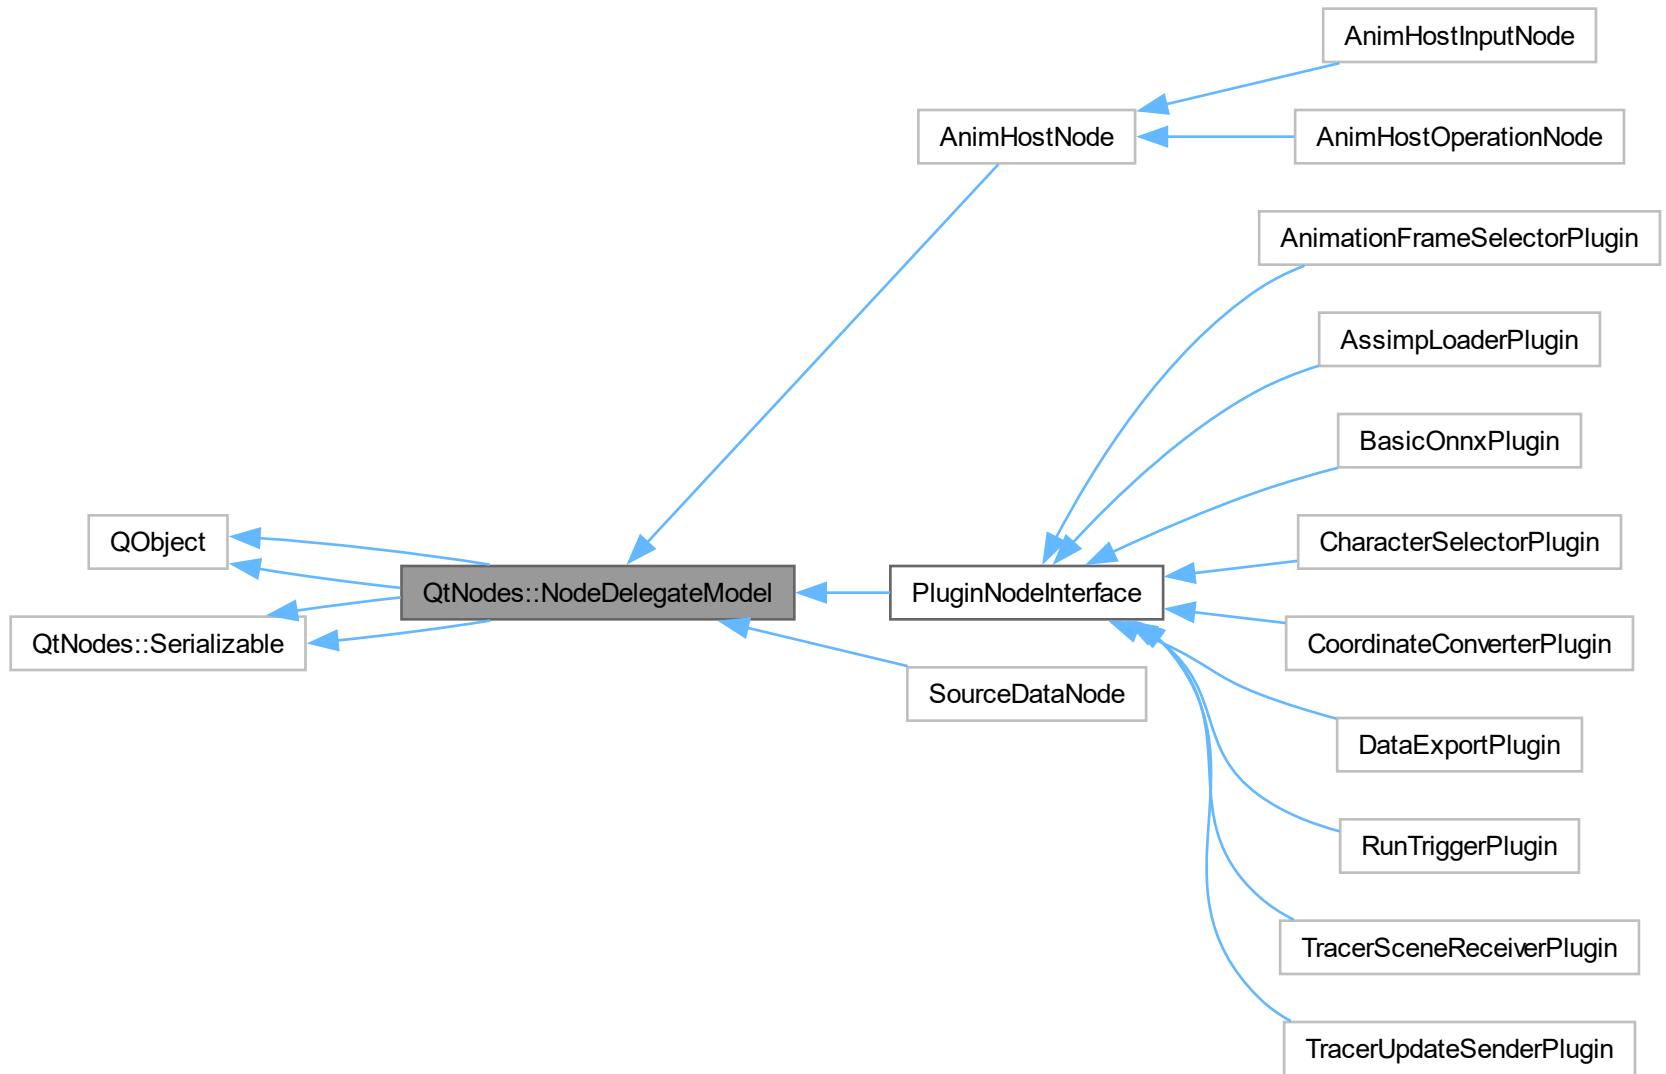 AnimHostInputNode
AnimHostNode
AnimHostOperationNode
AnimationFrameSelectorPlugin
AssimpLoaderPlugin
BasicOnnxPlugin
QObject
CharacterSelectorPlugin
QtNodes::NodeDelegateModel
PluginNodeInterface
QtNodes::Serializable
CoordinateConverterPlugin
SourceDataNode
DataExportPlugin
RunTriggerPlugin
TracerSceneReceiverPlugin
TracerUpdateSenderPlugin